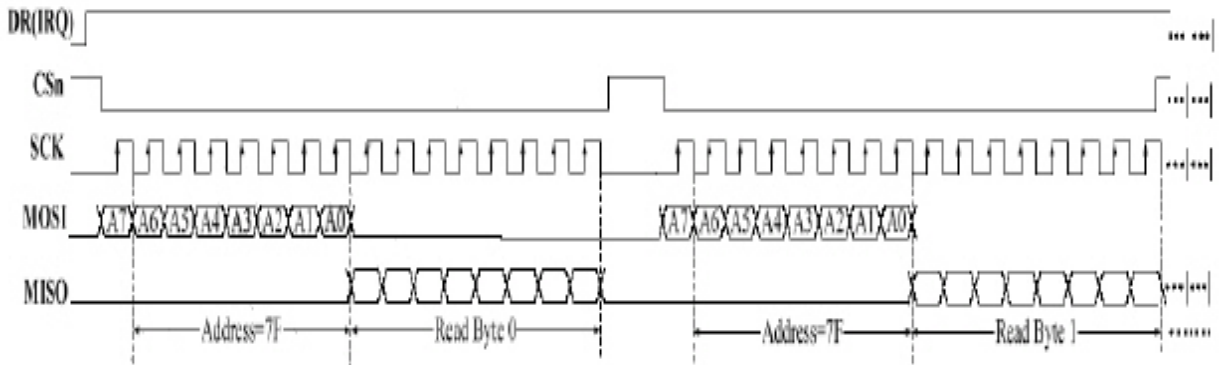 DR(IRQ)
CSn
SCK
MOSI A7 A6 A5 A4 A3 A2 A1 A0 A7 A6 A5 A4 A3 A2 A1 A0
MISO
Address=7F Read Byte 0 Address=7F Read Byte 1